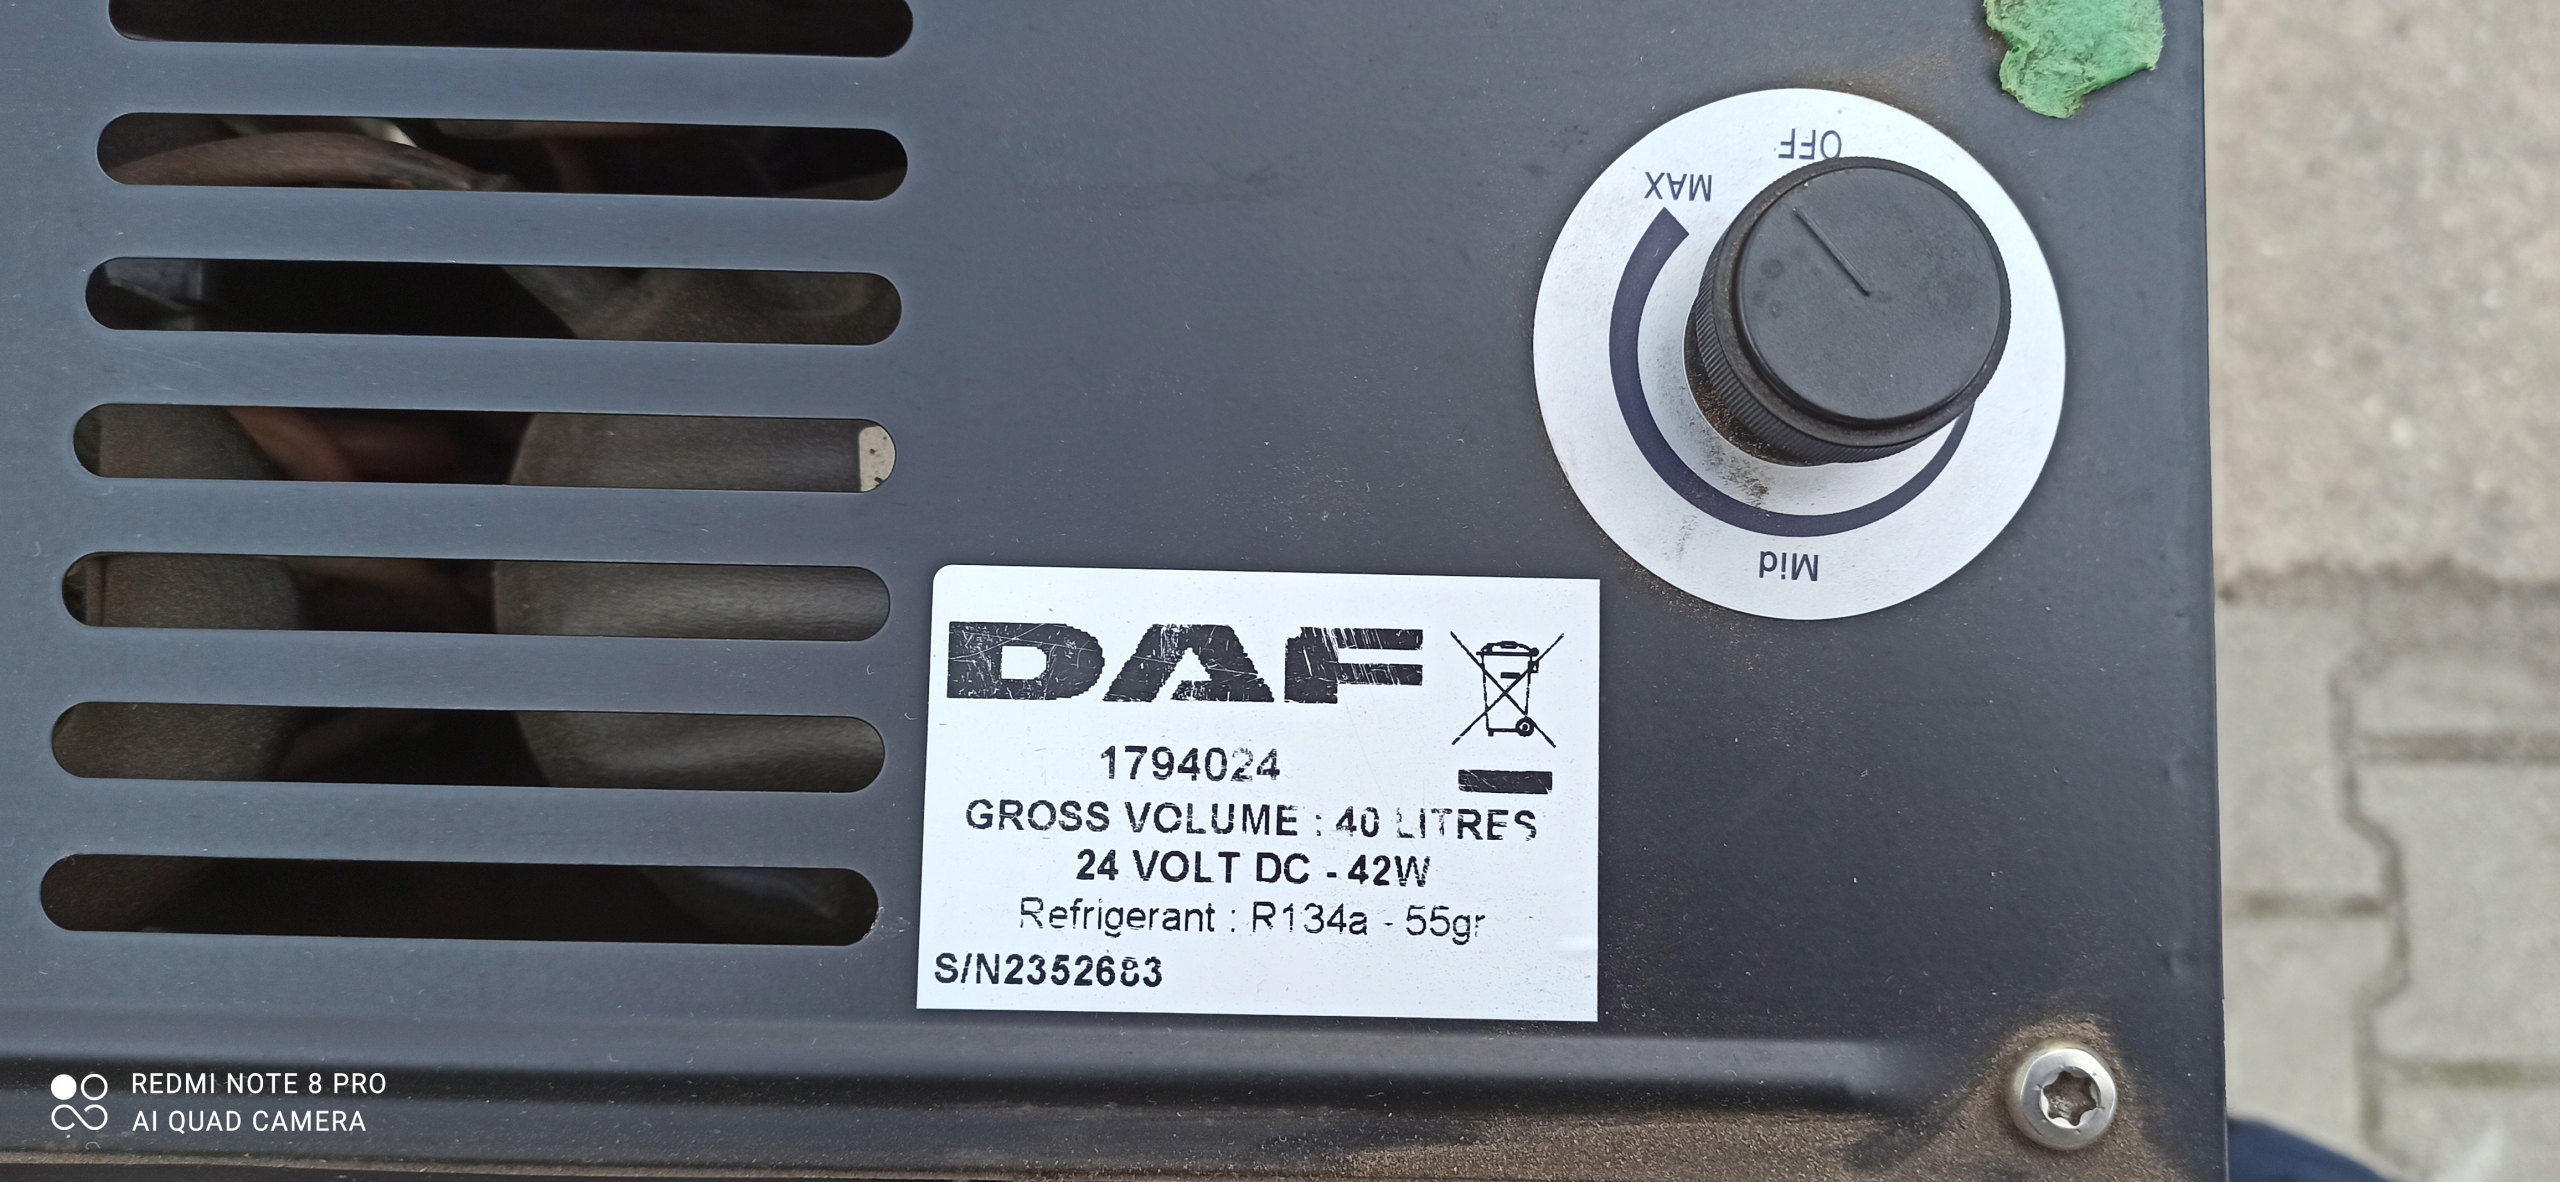 OFF
MAX
Mid
DAF
1794024
GROSS VOLUME : 40 LITRES
24 VOLT DC - 42W
Refrigerant : R134a - 55gr
S/N2352683
REDMI NOTE 8 PRO
AI QUAD CAMERA